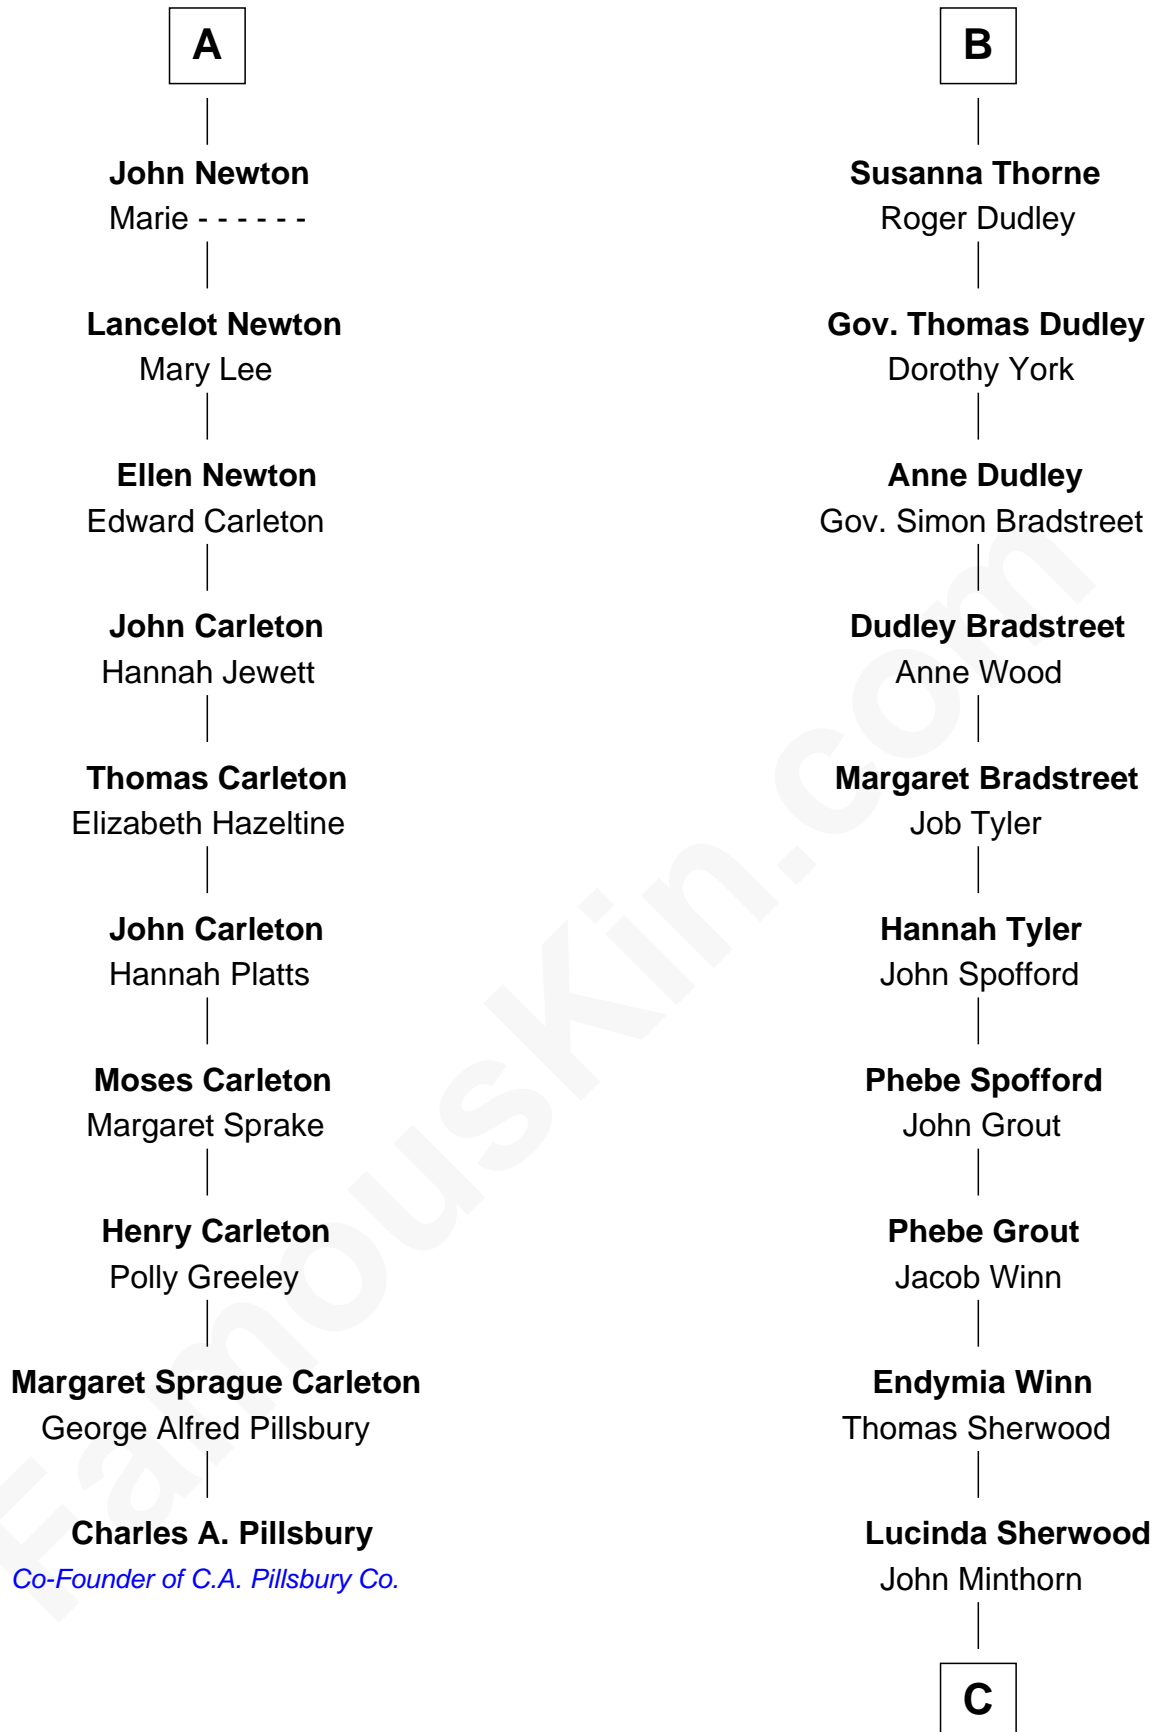 A
John Newton
Marie - - - - - -
Lancelot Newton
Mary Lee
Ellen Newton
Edward Carleton
John Carleton
Hannah Jewett
Thomas Carleton
Elizabeth Hazeltine
John Carleton
Hannah Platts
Moses Carleton
Margaret Sprake
Henry Carleton
Polly Greeley
Margaret Sprague Carleton
George Alfred Pillsbury
Charles A. Pillsbury
Co-Founder of C.A. Pillsbury Co.
B
Susanna Thorne
Roger Dudley
Gov. Thomas Dudley
Dorothy York
Anne Dudley
Gov. Simon Bradstreet
Dudley Bradstreet
Anne Wood
Margaret Bradstreet
Job Tyler
Hannah Tyler
John Spofford
Phebe Spofford
John Grout
Phebe Grout
Jacob Winn
Endymia Winn
Thomas Sherwood
Lucinda Sherwood
John Minthorn
C
FamousKin.com